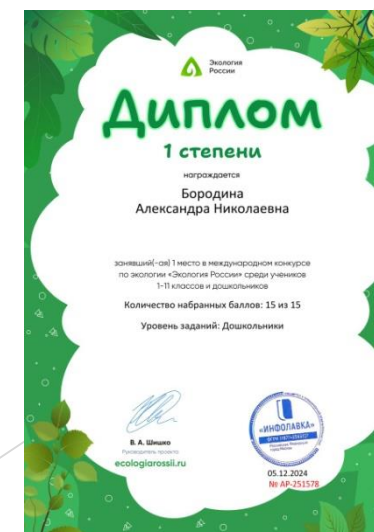 Экология
России
Диплом
1 степени
награждается
Бородина
Александра Николаевна
занявший(-ая) 1 место в международном конкурсе
по экологии «Экология России» среди учеников
1-11 классов и дошкольников
Количество набранных баллов: 15 из 15
Уровень заданий: Дошкольники
В. А. Шишко
Руководитель проекта
ecologiarossii.ru
«ИНФОЛАВКА»
05.12.2024
№ АР-251578